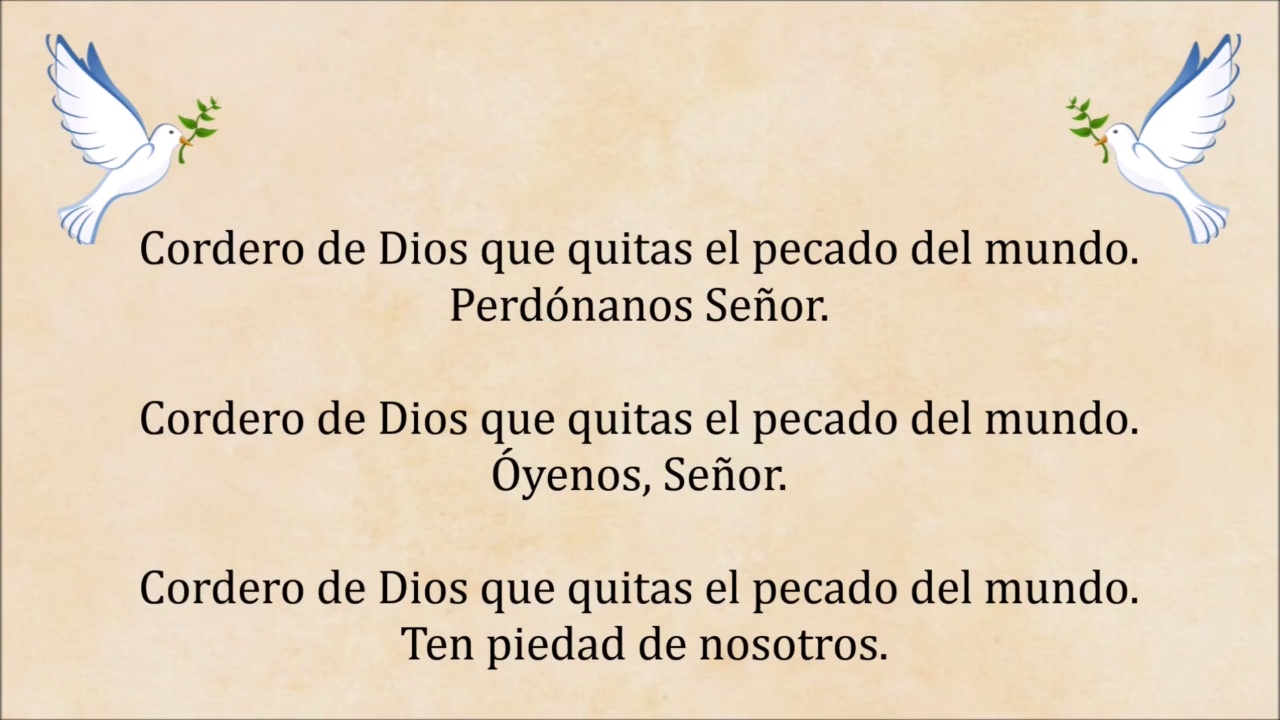 Cordero de Dios que quitas el pecado del mundo.
Perdónanos Señor.
Cordero de Dios que quitas el pecado del mundo.
Óyenos, Señor.
Cordero de Dios que quitas el pecado del mundo.
Ten piedad de nosotros.